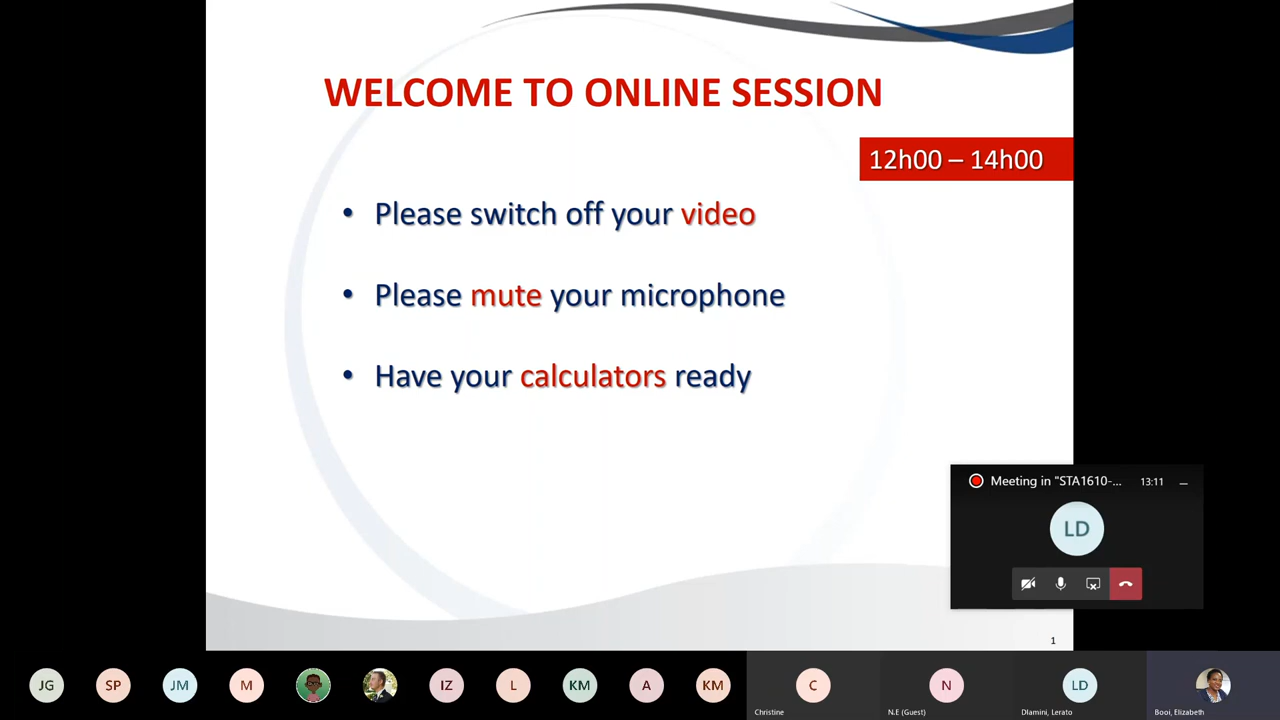 WELCOME TO ONLINE SESSION
12h00 – 14h00
• Please switch off your video
• Please mute your microphone
• Have your calculators ready
Meeting in "STA1610-... 13:11
LD
1
JG SP JM M IZ L KM A KM C N LD
Christine N.E (Guest) Dlamini, Lerato Booi, Elizabeth